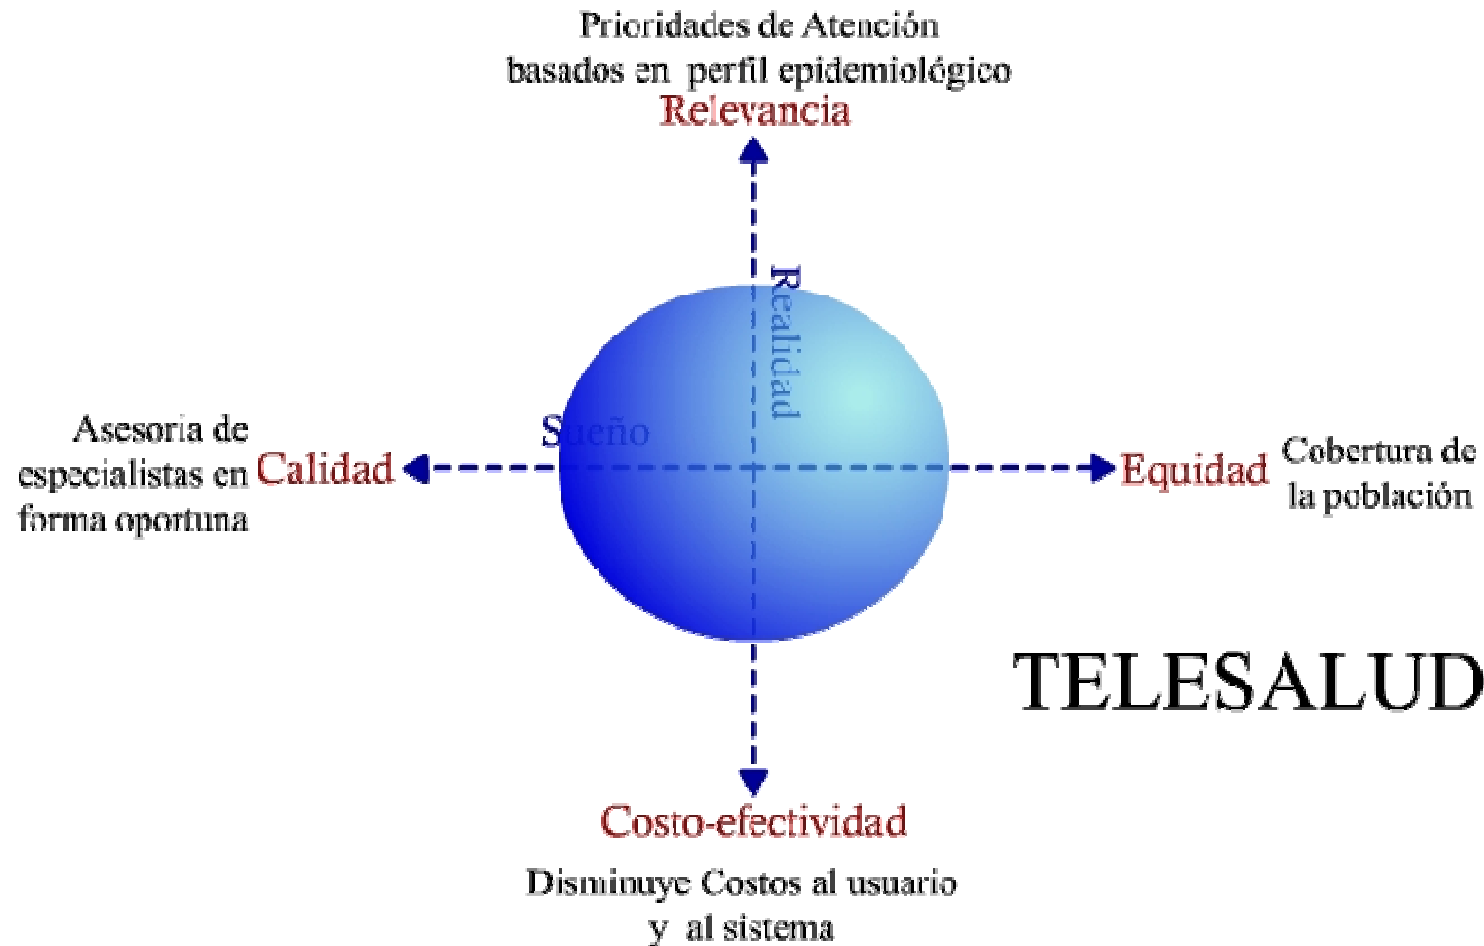 Prioridades de Atención
basados en perfil epidemiológico
Relevancia
Realidad
Sueño
Asesoría de
especialistas en
forma oportuna
Calidad
Equidad
Cobertura de
la población
TELESALUD
Costo-efectividad
Disminuye Costos al usuario
y al sistema